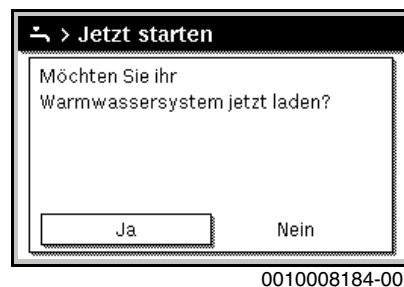 > Jetzt starten
Möchten Sie ihr
Warmwassersystem jetzt laden?
Ja
Nein
0010008184-00